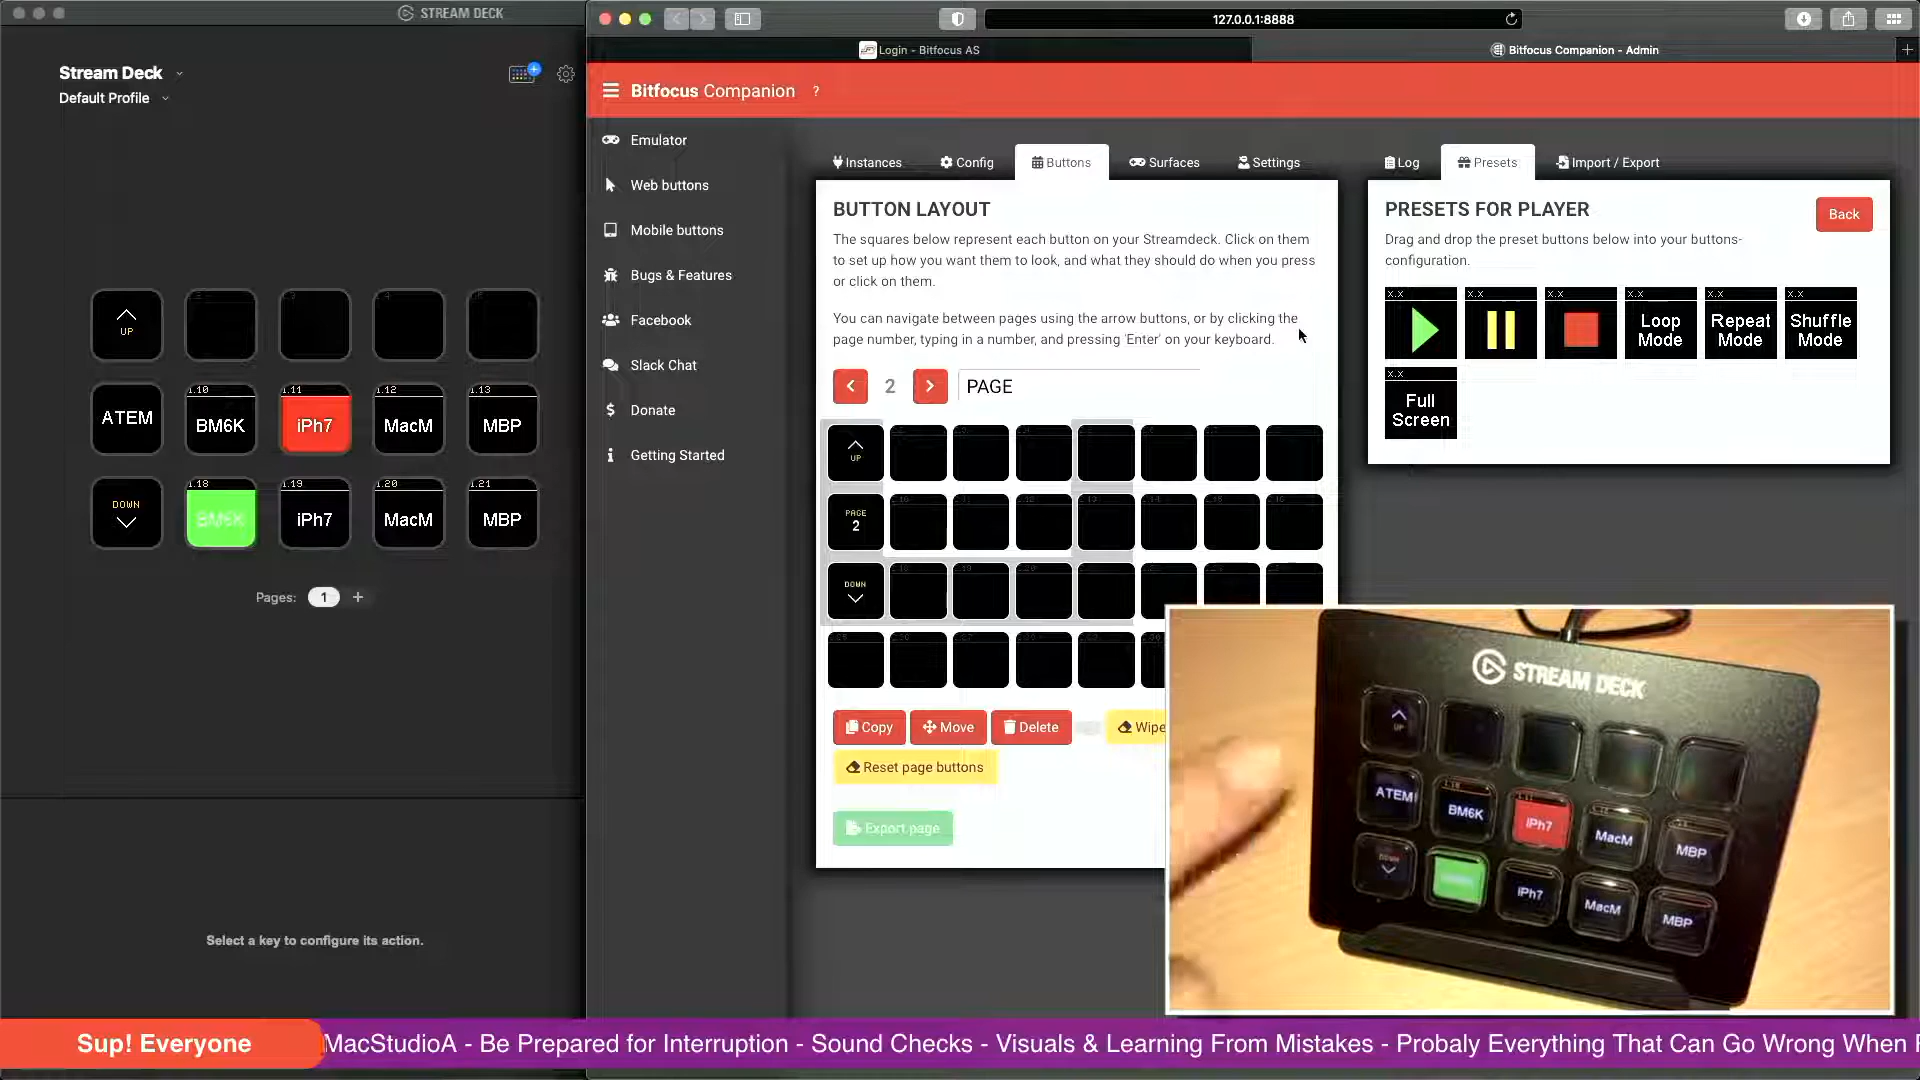 STREAM DECK
127.0.0.1:8888
Login - Bitfocus AS
Bitfocus Companion - Admin
Stream Deck
Default Profile
UP
1.10
1.11
1.12
1.13
ATEM
BM6K
iPh7
MacM
MBP
DOWN
1.18
1.19
1.20
1.21
BM6K
iPh7
MacM
MBP
Pages:
1
+
Select a key to configure its action.
Bitfocus Companion
?
Emulator
Web buttons
Mobile buttons
Bugs & Features
Facebook
Slack Chat
Donate
Getting Started
Instances
Config
Buttons
Surfaces
Settings
BUTTON LAYOUT
The squares below represent each button on your Streamdeck. Click on them
to set up how you want them to look, and what they should do when you press
or click on them.
You can navigate between pages using the arrow buttons, or by clicking the
page number, typing in a number, and pressing 'Enter' on your keyboard.
2
PAGE
UP
PAGE
2
DOWN
Copy
Move
Delete
Wipe
Reset page buttons
Export page
Log
Presets
Import / Export
PRESETS FOR PLAYER
Back
Drag and drop the preset buttons below into your buttons-
configuration.
x.x
x.x
x.x
x.x
x.x
x.x
Loop
Mode
Repeat
Mode
Shuffle
Mode
x.x
Full
Screen
STREAM DECK
UP
ATEM
BM6K
iPh7
MacM
MBP
DOWN
iPh7
MacM
MBP
Sup! Everyone
MacStudioA - Be Prepared for Interruption - Sound Checks - Visuals & Learning From Mistakes - Probaly Everything That Can Go Wrong When